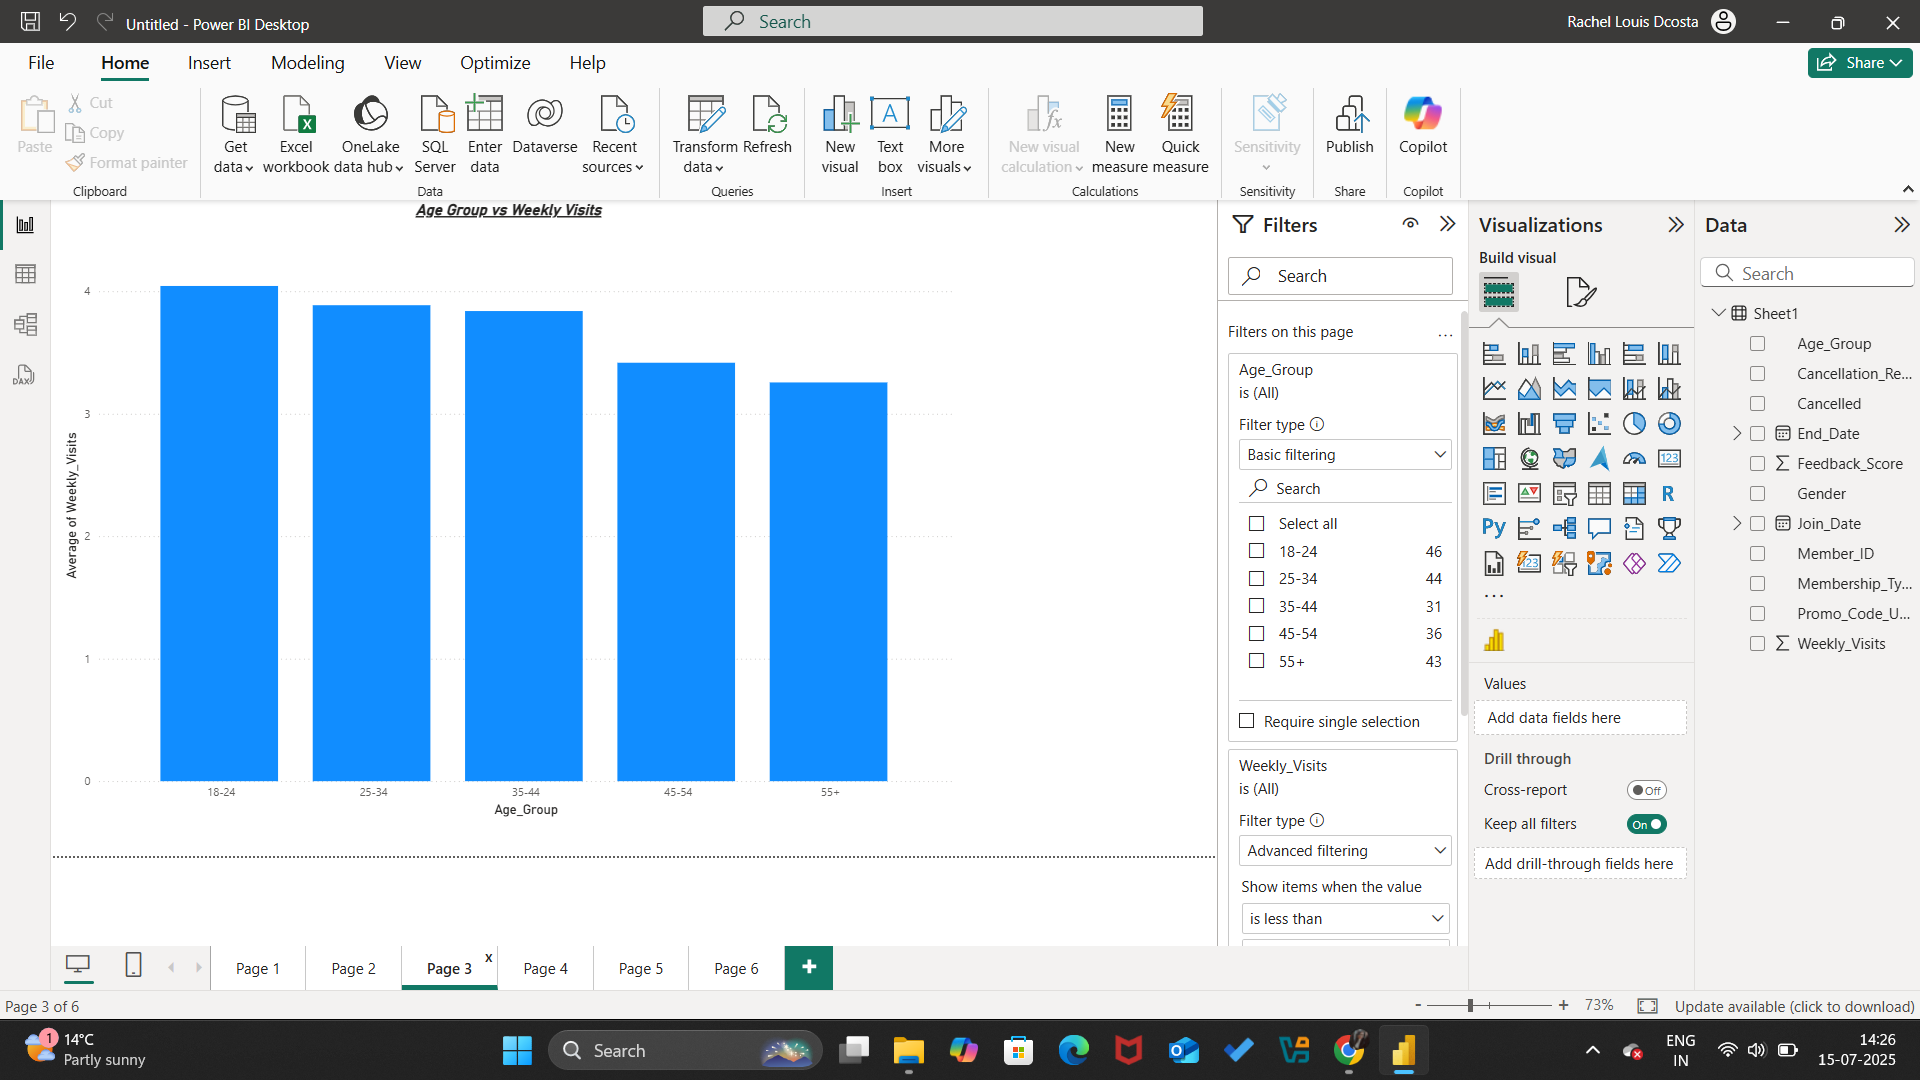 Untitled - Power BI Desktop
Search
Rachel Louis Dcosta
File Home Insert Modeling View Optimize Help
Share
Paste
Cut
Copy
Format painter
Clipboard
Get data
Excel workbook
OneLake data hub
SQL Server
Enter data
Dataverse
Recent sources
Data
Transform data
Refresh
Queries
New visual
Text box
More visuals
Insert
New visual calculation
New measure
Quick measure
Calculations
Sensitivity
Sensitivity
Publish
Share
Copilot
Copilot
Age Group vs Weekly Visits
Average of Weekly_Visits
4
3
2
1
0
18-24 25-34 35-44 45-54 55+
Age_Group
Filters
Search
Filters on this page
...
Age_Group
is (All)
Filter type
Basic filtering
Search
Select all
18-24 46
25-34 44
35-44 31
45-54 36
55+ 43
Require single selection
Weekly_Visits
is (All)
Filter type
Advanced filtering
Show items when the value
is less than
Visualizations
Build visual
123
R
Py
123
...
Values
Add data fields here
Drill through
Cross-report Off
Keep all filters On
Add drill-through fields here
Data
Search
Sheet1
Age_Group
Cancellation_Re...
Cancelled
End_Date
Σ Feedback_Score
Gender
Join_Date
Member_ID
Membership_Ty...
Promo_Code_U...
Σ Weekly_Visits
DAX
Page 1 Page 2 Page 3 x Page 4 Page 5 Page 6 +
Page 3 of 6
- + 73%
Update available (click to download)
1
14°C
Partly sunny
Search
ENG
IN
14:26
15-07-2025